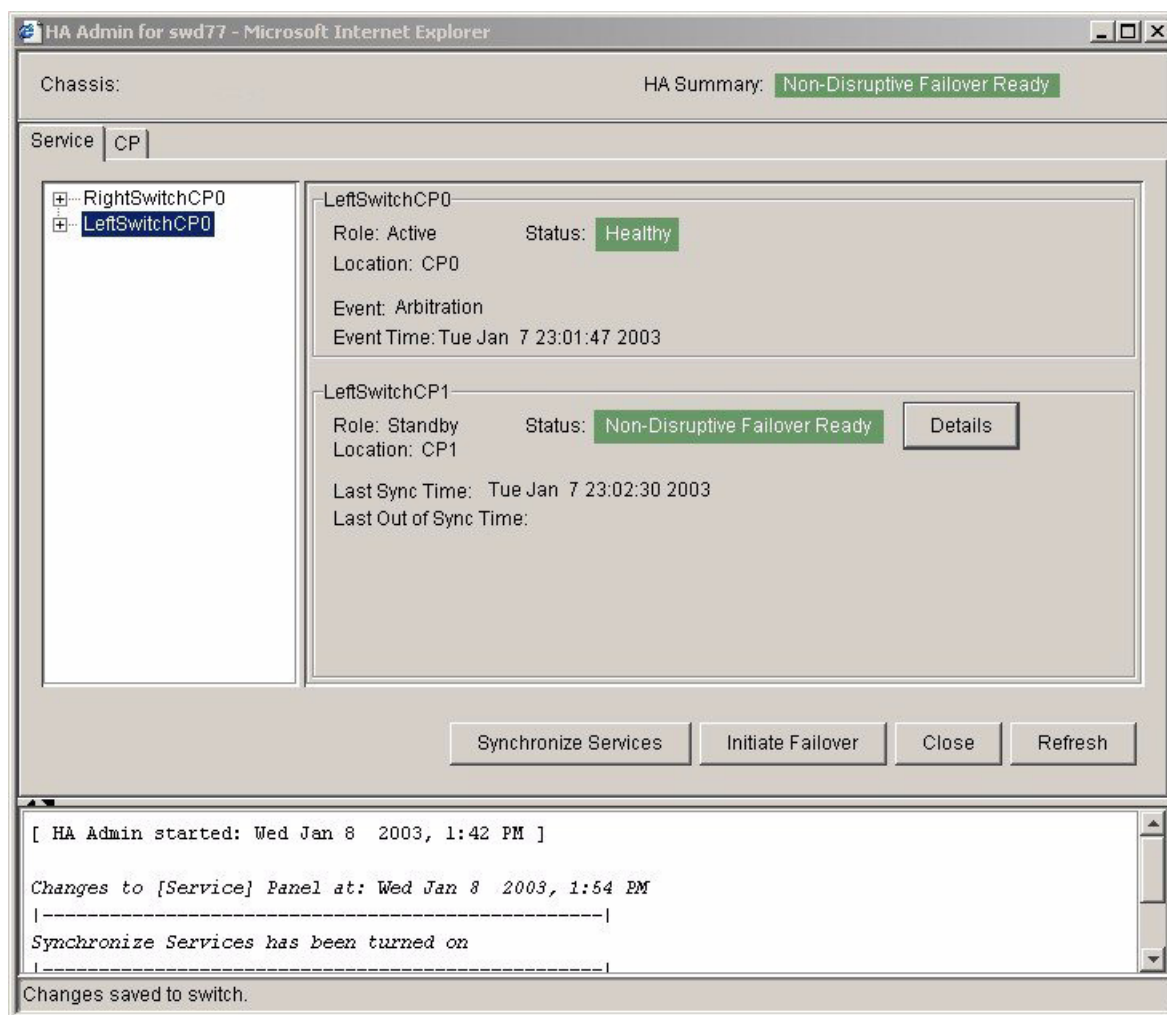 HA Admin for swd77 - Microsoft Internet Explorer
Chassis:
HA Summary: Non-Disruptive Failover Ready
Service
CP
RightSwitchCP0
LeftSwitchCP0
LeftSwitchCP0
Role: Active Status: Healthy
Location: CP0
Event: Arbitration
Event Time: Tue Jan 7 23:01:47 2003
LeftSwitchCP1
Role: Standby Status: Non-Disruptive Failover Ready Details
Location: CP1
Last Sync Time: Tue Jan 7 23:02:30 2003
Last Out of Sync Time:
Synchronize Services Initiate Failover Close Refresh
[ HA Admin started: Wed Jan 8 2003, 1:42 PM ]
Changes to [Service] Panel at: Wed Jan 8 2003, 1:54 PM
|--------------------------------------------------|
Synchronize Services has been turned on
|--------------------------------------------------|
Changes saved to switch.